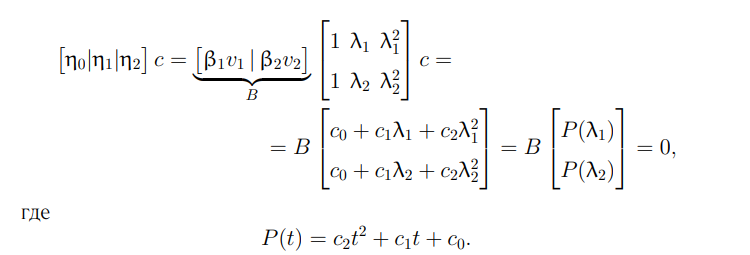 [η₀|η₁|η₂] c = [β₁v₁ | β₂v₂] [1 λ₁ λ₁²; 1 λ₂ λ₂²] c =
B
= B [c₀ + c₁λ₁ + c₂λ₁²; c₀ + c₁λ₂ + c₂λ₂²] = B [P(λ₁); P(λ₂)] = 0,
где
P(t) = c₂t² + c₁t + c₀.